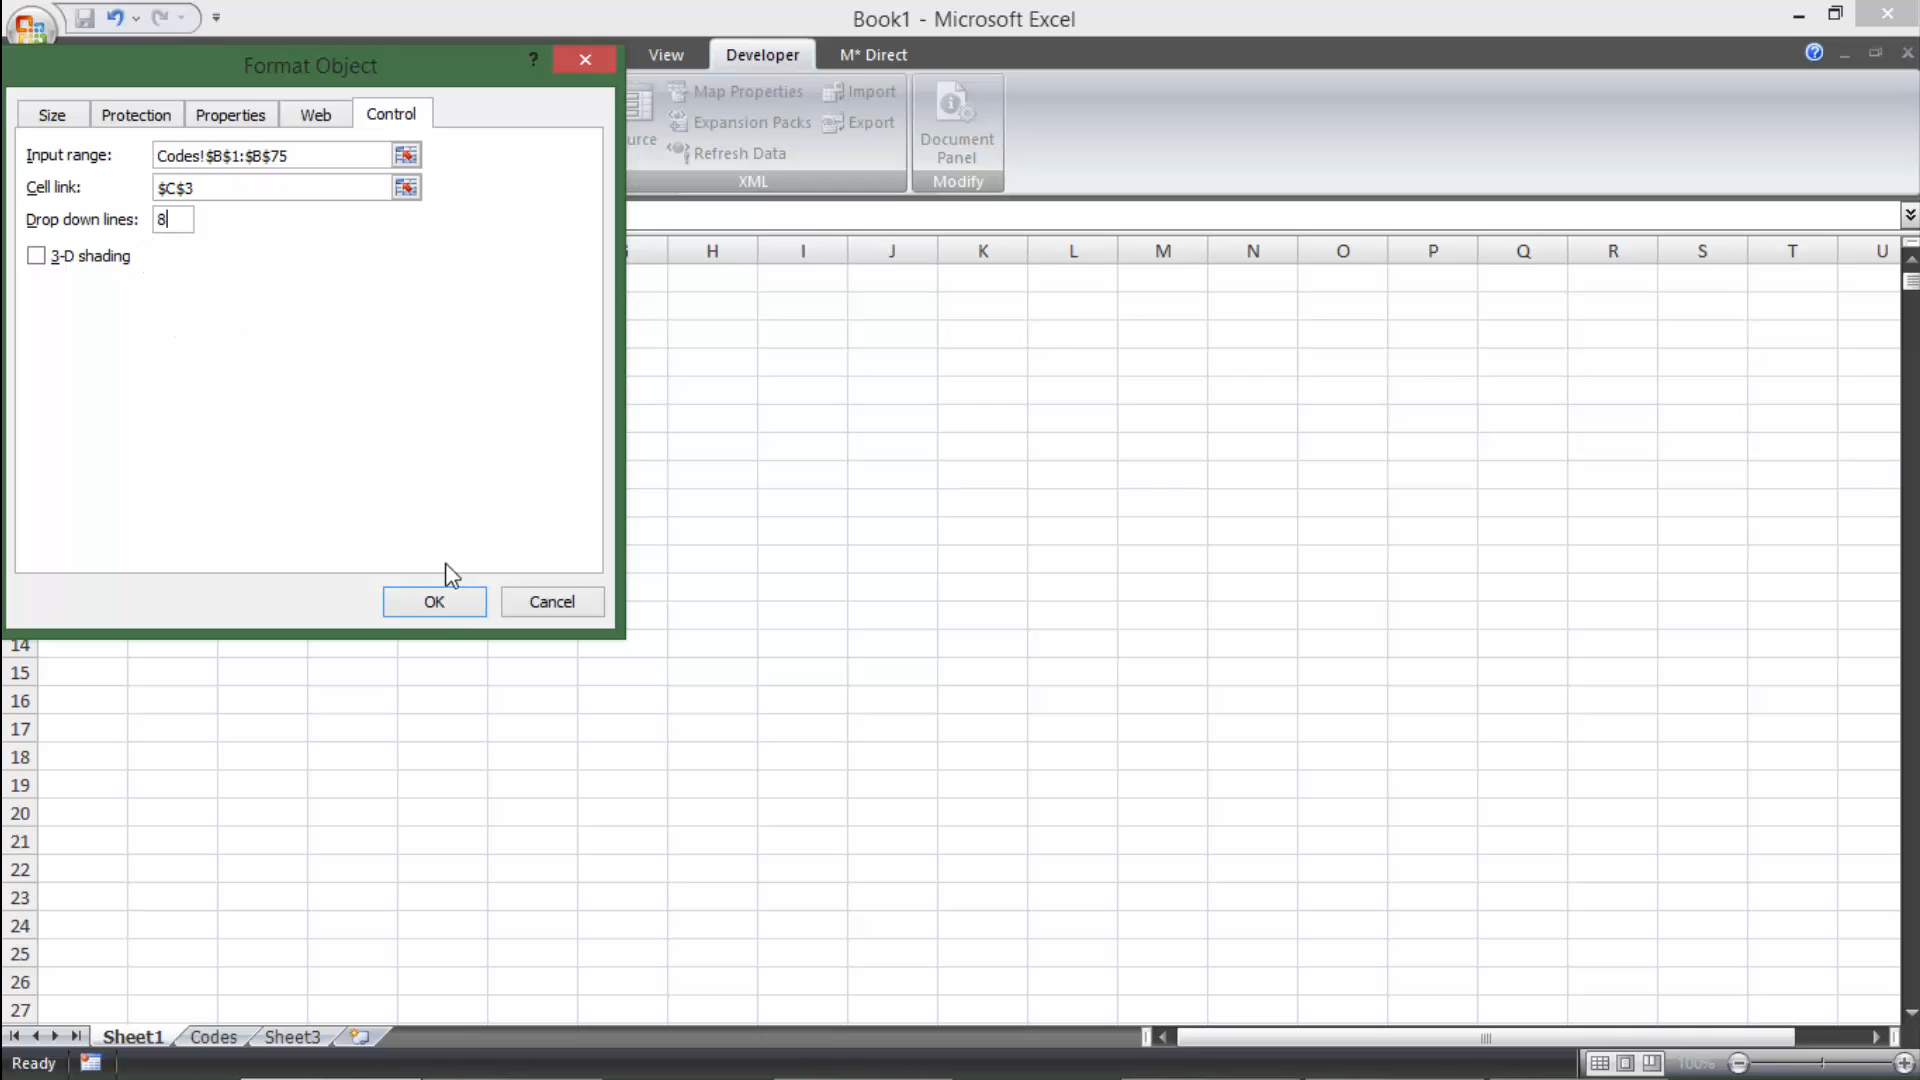 Book1 - Microsoft Excel
Format Object
?
View
Developer
M* Direct
Size
Protection
Properties
Web
Control
Input range:
Codes!$B$1:$B$75
Cell link:
$C$3
Drop down lines:
8
3-D shading
OK
Cancel
urce
Map Properties
Import
Expansion Packs
Export
Refresh Data
XML
Document
Panel
Modify
H I J K L M N O P Q R S T U
14
15
16
17
18
19
20
21
22
23
24
25
26
27
Sheet1
Codes
Sheet3
Ready
100%